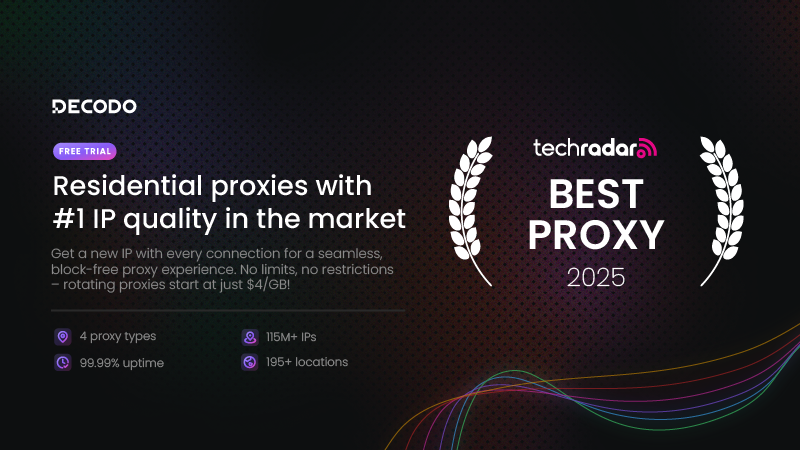 DECODO
FREE TRIAL
Residential proxies with
#1 IP quality in the market
Get a new IP with every connection for a seamless,
block-free proxy experience. No limits, no restrictions
– rotating proxies start at just $4/GB!
4 proxy types
115M+ IPs
99.99% uptime
195+ locations
techradar
BEST
PROXY
2025